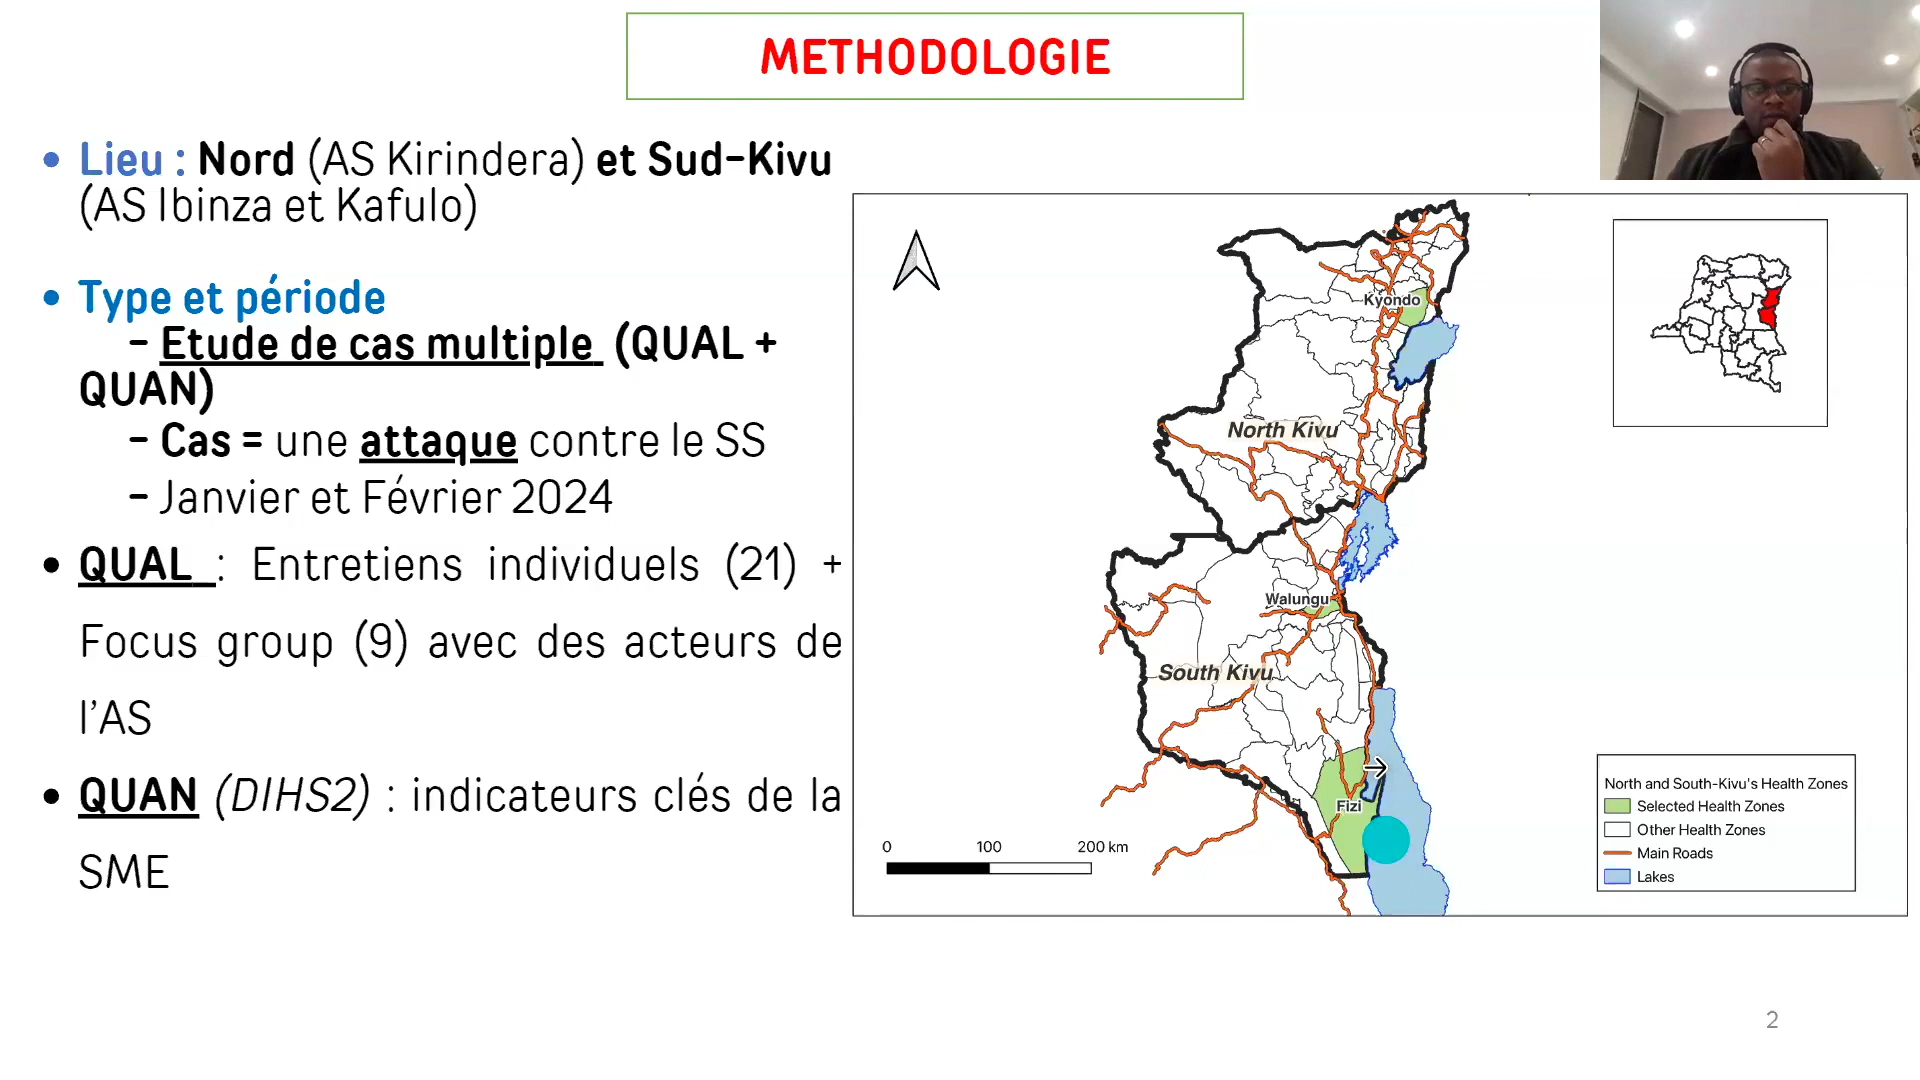 METHODOLOGIE
• Lieu : Nord (AS Kirindera) et Sud-Kivu
(AS Ibinza et Kafulo)
• Type et période
– Etude de cas multiple (QUAL +
QUAN)
– Cas = une attaque contre le SS
– Janvier et Février 2024
• QUAL : Entretiens individuels (21) +
Focus group (9) avec des acteurs de
l'AS
• QUAN (DIHS2) : indicateurs clés de la
SME
Kyondo
North Kivu
Walungu
South Kivu
Fizi
0 100 200 km
North and South-Kivu's Health Zones
Selected Health Zones
Other Health Zones
Main Roads
Lakes
2